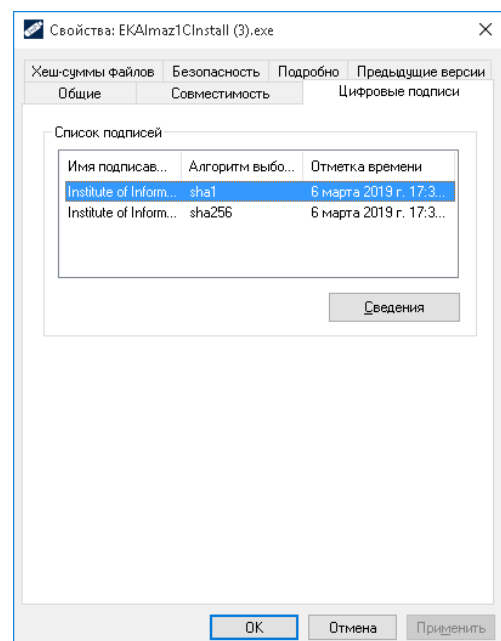 Свойства: EKAlmaz1CInstall (3).exe
Хеш-суммы файлов Безопасность Подробно Предыдущие версии
Общие Совместимость Цифровые подписи
Список подписей
Имя подписав... Алгоритм выбо... Отметка времени
Institute of Inform... sha1 6 марта 2019 г. 17:3...
Institute of Inform... sha256 6 марта 2019 г. 17:3...
Сведения
OK Отмена Применить